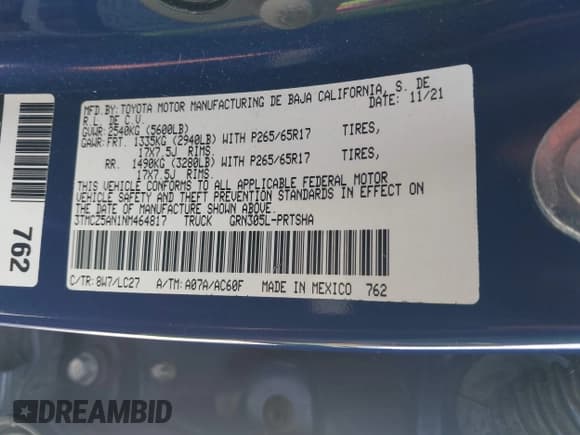 MFD.BY:TOYOTA MOTOR MANUFACTURING DE BAJA CALIFORNIA, S. DE
R.L. DE C.V. DATE: 11/21
GVWR:2540KG (5600LB)
GAWR:FRT. 1335KG (2940LB) WITH P265/65R17 TIRES,
17X7.5J RIMS
RR. 1490KG (3280LB) WITH P265/65R17 TIRES,
17X7.5J RIMS.
THIS VEHICLE CONFORMS TO ALL APPLICABLE FEDERAL MOTOR
VEHICLE SAFETY AND THEFT PREVENTION STANDARDS IN EFFECT ON
THE DATE OF MANUFACTURE SHOWN ABOVE.
3TMCZ5AN1NM464817 TRUCK GRN305L-PRTSHA
C/TR: 8W7/LC27 A/TM: A07A/AC60F MADE IN MEXICO 762
762
DREAMBID